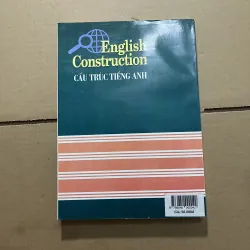 English
Construction
CẤU TRÚC TIẾNG ANH